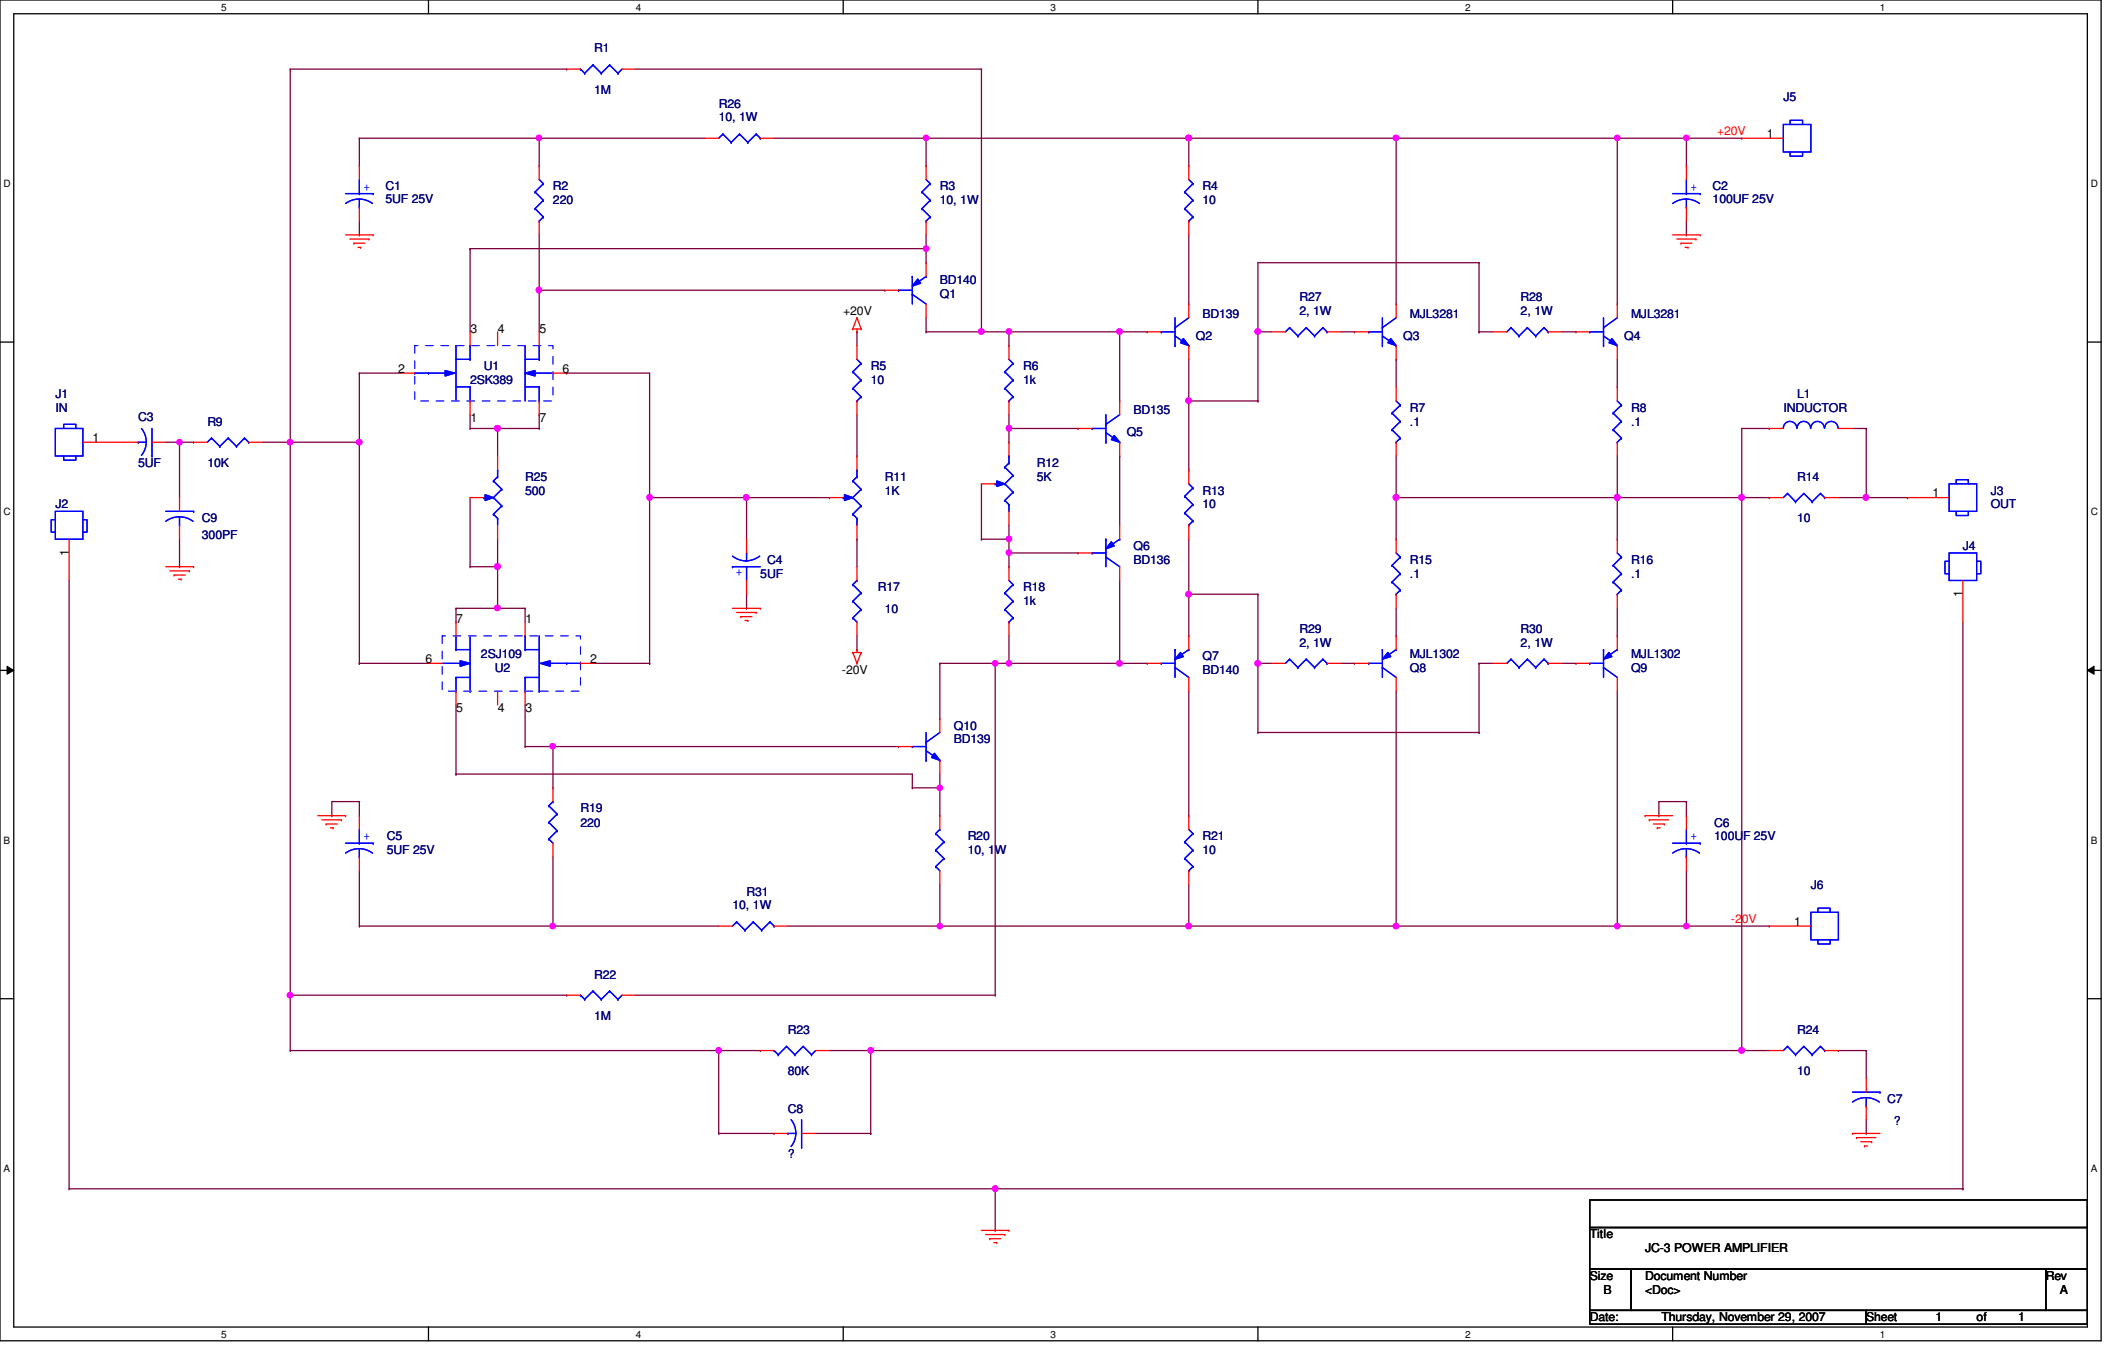 5 4 3 2 1
R1
1M
R26
10, 1W
J5
+20V 1
D D
C1
5UF 25V
R2
220
R3
10, 1W
R4
10
C2
100UF 25V
BD140
Q1
+20V
R27
2, 1W
R28
2, 1W
BD139
Q2
MJL3281
Q3
MJL3281
Q4
3 4 5
2 6
U1
2SK389
1 7
R5
10
R6
1k
J1
IN
1
C3
5UF
R9
10K
BD135
Q5
R7
.1
R8
.1
L1
INDUCTOR
R25
500
R11
1K
R12
5K
R13
10
R14
10
1
J3
OUT
J2
1
C C
C9
300PF
C4
5UF
Q6
BD136
R15
.1
R16
.1
J4
1
R17
10
R18
1k
7 1
6 2
2SJ109
U2
5 4 3
-20V
R29
2, 1W
R30
2, 1W
Q7
BD140
MJL1302
Q8
MJL1302
Q9
Q10
BD139
R19
220
C5
5UF 25V
R20
10, 1W
R21
10
C6
100UF 25V
B B
R31
10, 1W
J6
-20V 1
R22
1M
R23
80K
R24
10
C8
?
C7
?
A A
Title
JC-3 POWER AMPLIFIER
Size Document Number Rev
B <Doc> A
Date: Thursday, November 29, 2007 Sheet 1 of 1
5 4 3 2 1